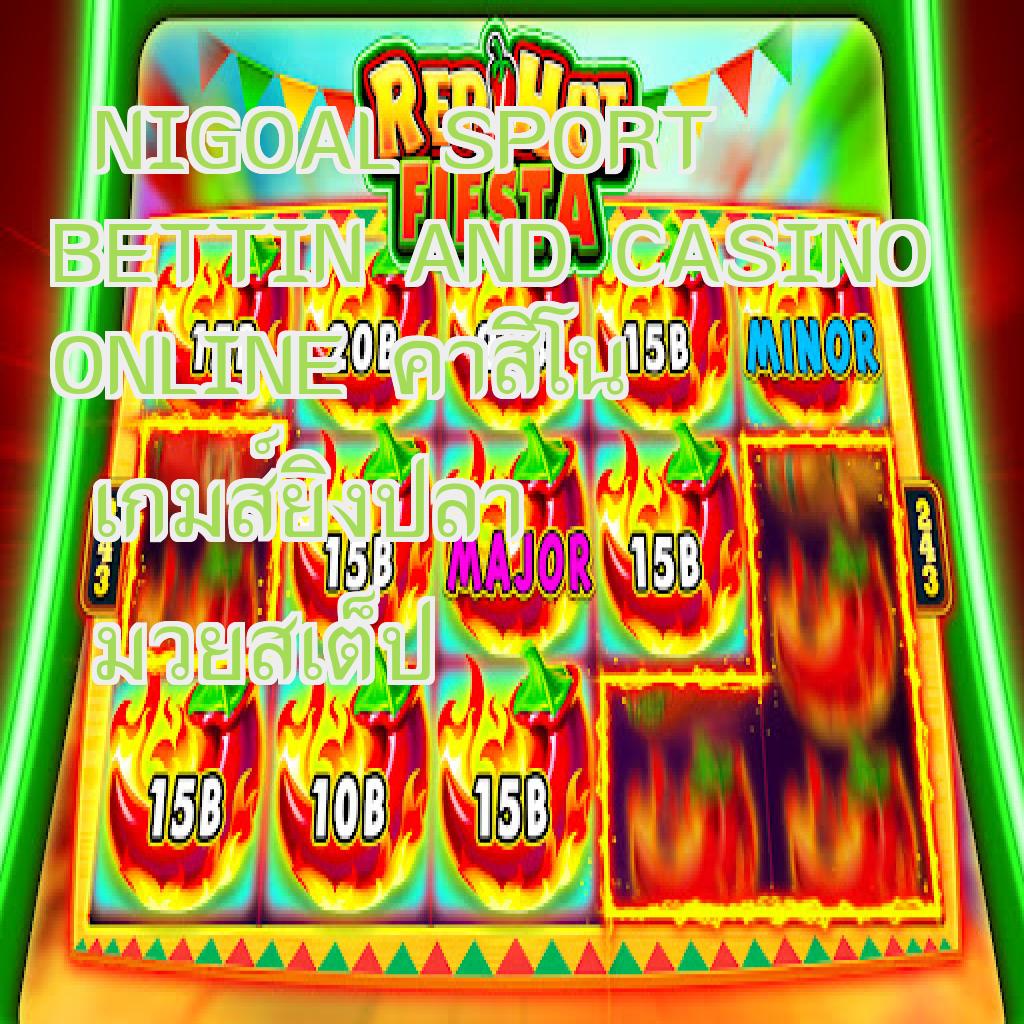 RED HOT
FIESTA
NIGOAL SPORT
BETTIN AND CASINO
ONLINE คาสิโน
เกมส์ยิงปลา
มวยสเต็ป
20B
15B
MINOR
243
15B
MAJOR
15B
243
15B
10B
15B